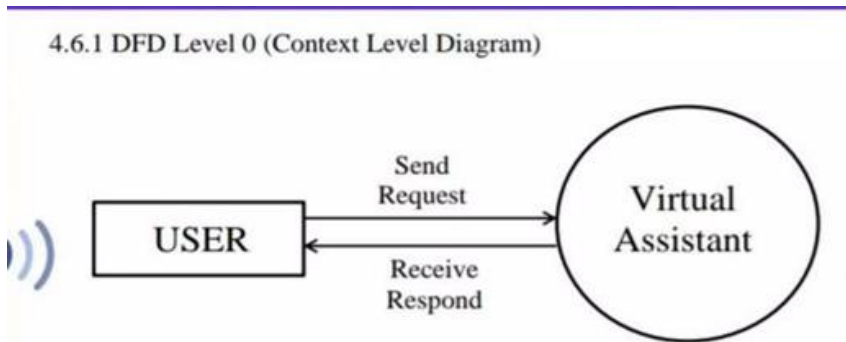 4.6.1 DFD Level 0 (Context Level Diagram)
Send
Request
USER
Virtual
Assistant
Receive
Respond